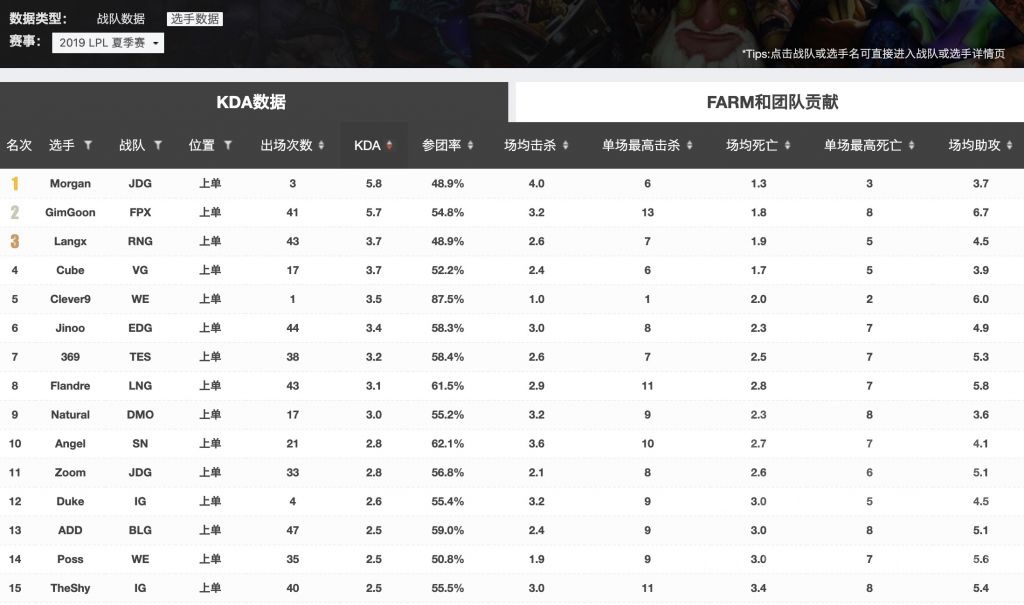 数据类型： 战队数据 选手数据
赛事： 2019 LPL 夏季赛
*Tips:点击战队或选手名可直接进入战队或选手详情页
KDA数据 FARM和团队贡献
名次 选手 战队 位置 出场次数 KDA 参团率 场均击杀 单场最高击杀 场均死亡 单场最高死亡 场均助攻
1 Morgan JDG 上单 3 5.8 48.9% 4.0 6 1.3 3 3.7
2 GimGoon FPX 上单 41 5.7 54.8% 3.2 13 1.8 8 6.7
3 Langx RNG 上单 43 3.7 48.9% 2.6 7 1.9 5 4.5
4 Cube VG 上单 17 3.7 52.2% 2.4 6 1.7 5 3.9
5 Clever9 WE 上单 1 3.5 87.5% 1.0 1 2.0 2 6.0
6 Jinoo EDG 上单 44 3.4 58.3% 3.0 8 2.3 7 4.9
7 369 TES 上单 38 3.2 58.4% 2.6 7 2.5 7 5.3
8 Flandre LNG 上单 43 3.1 61.5% 2.9 11 2.8 7 5.8
9 Natural DMO 上单 17 3.0 55.2% 3.2 9 2.3 8 3.6
10 Angel SN 上单 21 2.8 62.1% 3.6 10 2.7 7 4.1
11 Zoom JDG 上单 33 2.8 56.8% 2.1 8 2.6 6 5.1
12 Duke IG 上单 4 2.6 55.4% 3.2 9 3.0 5 4.5
13 ADD BLG 上单 47 2.5 59.0% 2.4 9 3.0 8 5.1
14 Poss WE 上单 35 2.5 50.8% 1.9 9 3.0 7 5.6
15 TheShy IG 上单 40 2.5 55.5% 3.0 11 3.4 8 5.4